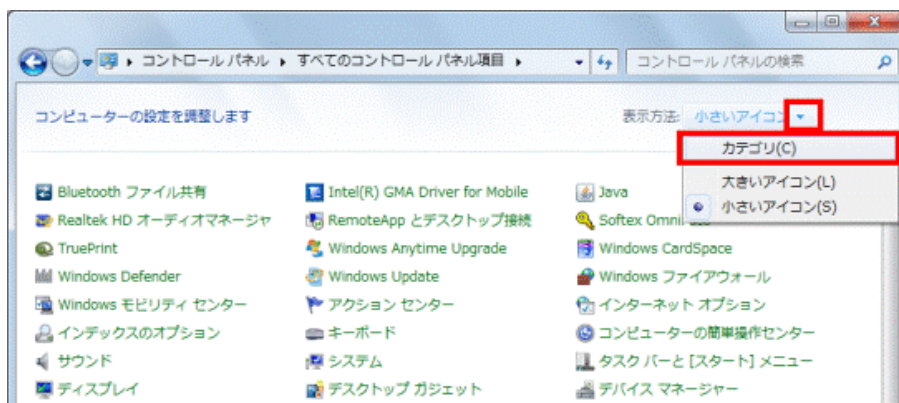 コントロール パネル ▸ すべてのコントロール パネル項目 ▸
コントロール パネルの検索
コンピューターの設定を調整します
表示方法: 小さいアイコン
カテゴリ(C)
大きいアイコン(L)
小さいアイコン(S)
Bluetooth ファイル共有 Intel(R) GMA Driver for Mobile Java
Realtek HD オーディオマネージャ RemoteApp とデスクトップ接続 Softex
TruePrint Windows Anytime Upgrade Windows CardSpace
Windows Defender Windows Update Windows ファイアウォール
Windows モビリティ センター アクション センター インターネット オプション
インデックスのオプション キーボード コンピューターの簡単操作センター
サウンド システム タスク バーと [スタート] メニュー
ディスプレイ デスクトップ ガジェット デバイス マネージャー